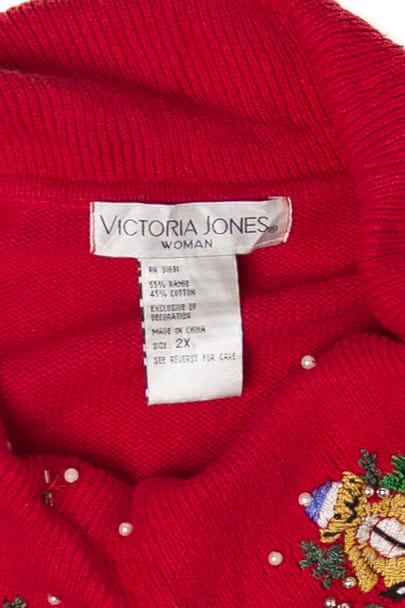 VICTORIA JONES®
WOMAN
RN
55% RAMIE
45% COTTON
EXCLUSIVE OF
DECORATION
MADE IN CHINA
SIZE: 2X
SEE REVERSE FOR CARE